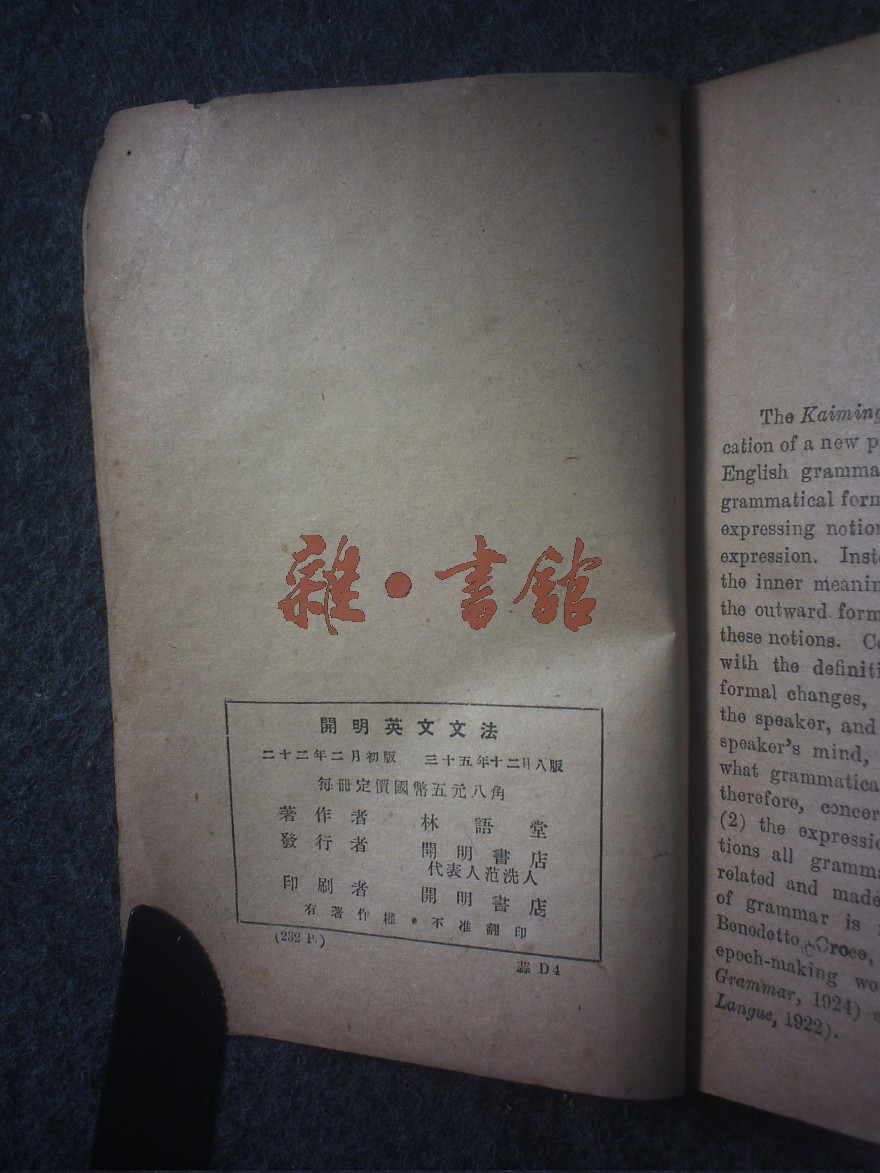 雜·書館
開明英文文法
二十二年二月初版 三十五年十二月八版
每冊定價國幣五元八角
著作者 林語堂
發行者 開明書店
代表人范洗人
印刷者 開明書店
有著作權·不准翻印
(232 P.)
D4
The Kaiming
cation of a new p
English gramma
grammatical form
expressing notion
expression. Inste
the inner meanin
the outward form
these notions. Co
with the definiti
formal changes,
the speaker, and
speaker's mind,
what grammatica
therefore, concer
(2) the expressio
tions all gramma
related and made
of grammar is
Benedetto Croce,
epoch-making wo
Grammar, 1924)
Langue, 1922).